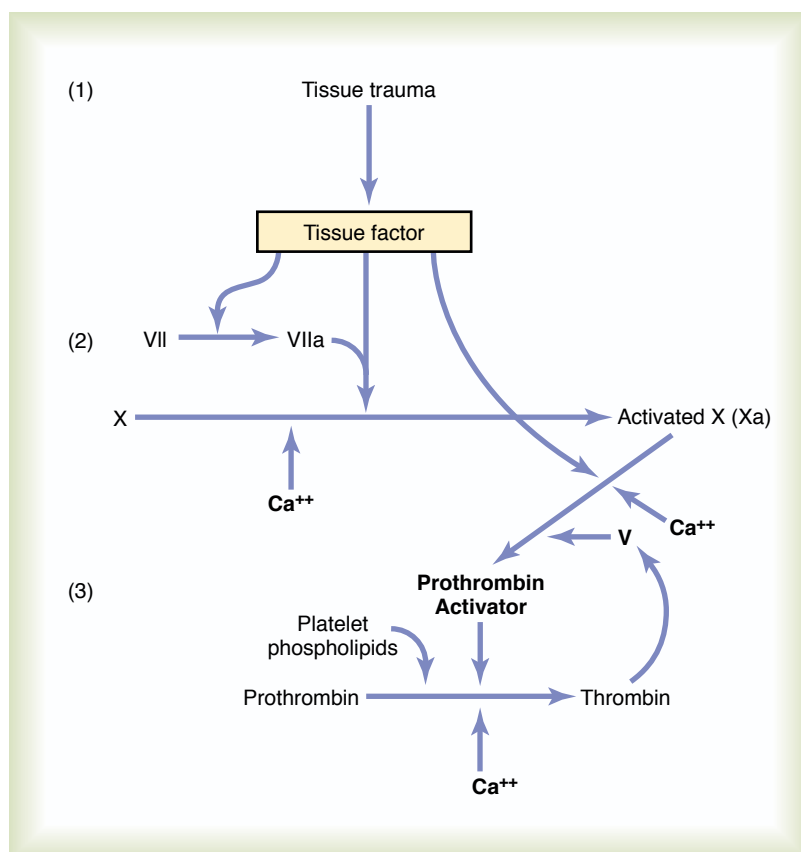 (1)
Tissue trauma
Tissue factor
(2)
VII
VIIa
X
Activated X (Xa)
Ca++
Ca++
V
(3)
Prothrombin
Activator
Platelet
phospholipids
Prothrombin
Thrombin
Ca++